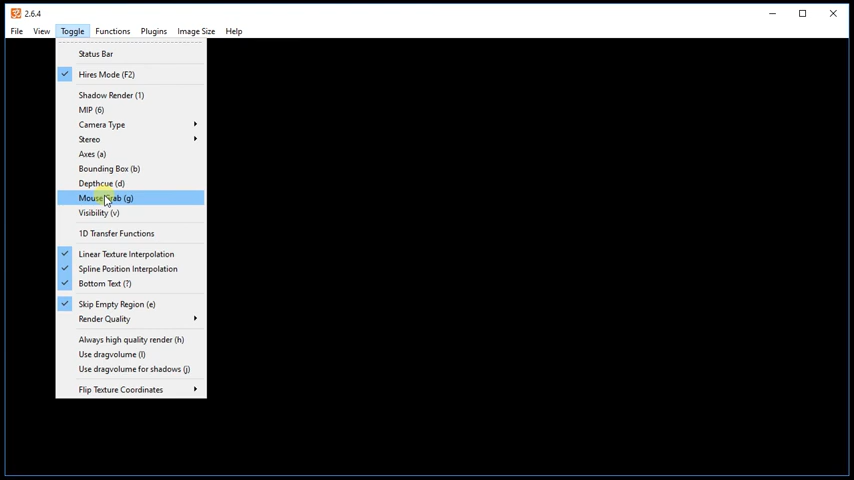 2.6.4
File View Toggle Functions Plugins Image Size Help
Status Bar
Hires Mode (F2)
Shadow Render (1)
MIP (6)
Camera Type
Stereo
Axes (a)
Bounding Box (b)
Depthcue (d)
Mouse Grab (g)
Visibility (v)
1D Transfer Functions
Linear Texture Interpolation
Spline Position Interpolation
Bottom Text (?)
Skip Empty Region (e)
Render Quality
Always high quality render (h)
Use dragvolume (l)
Use dragvolume for shadows (j)
Flip Texture Coordinates